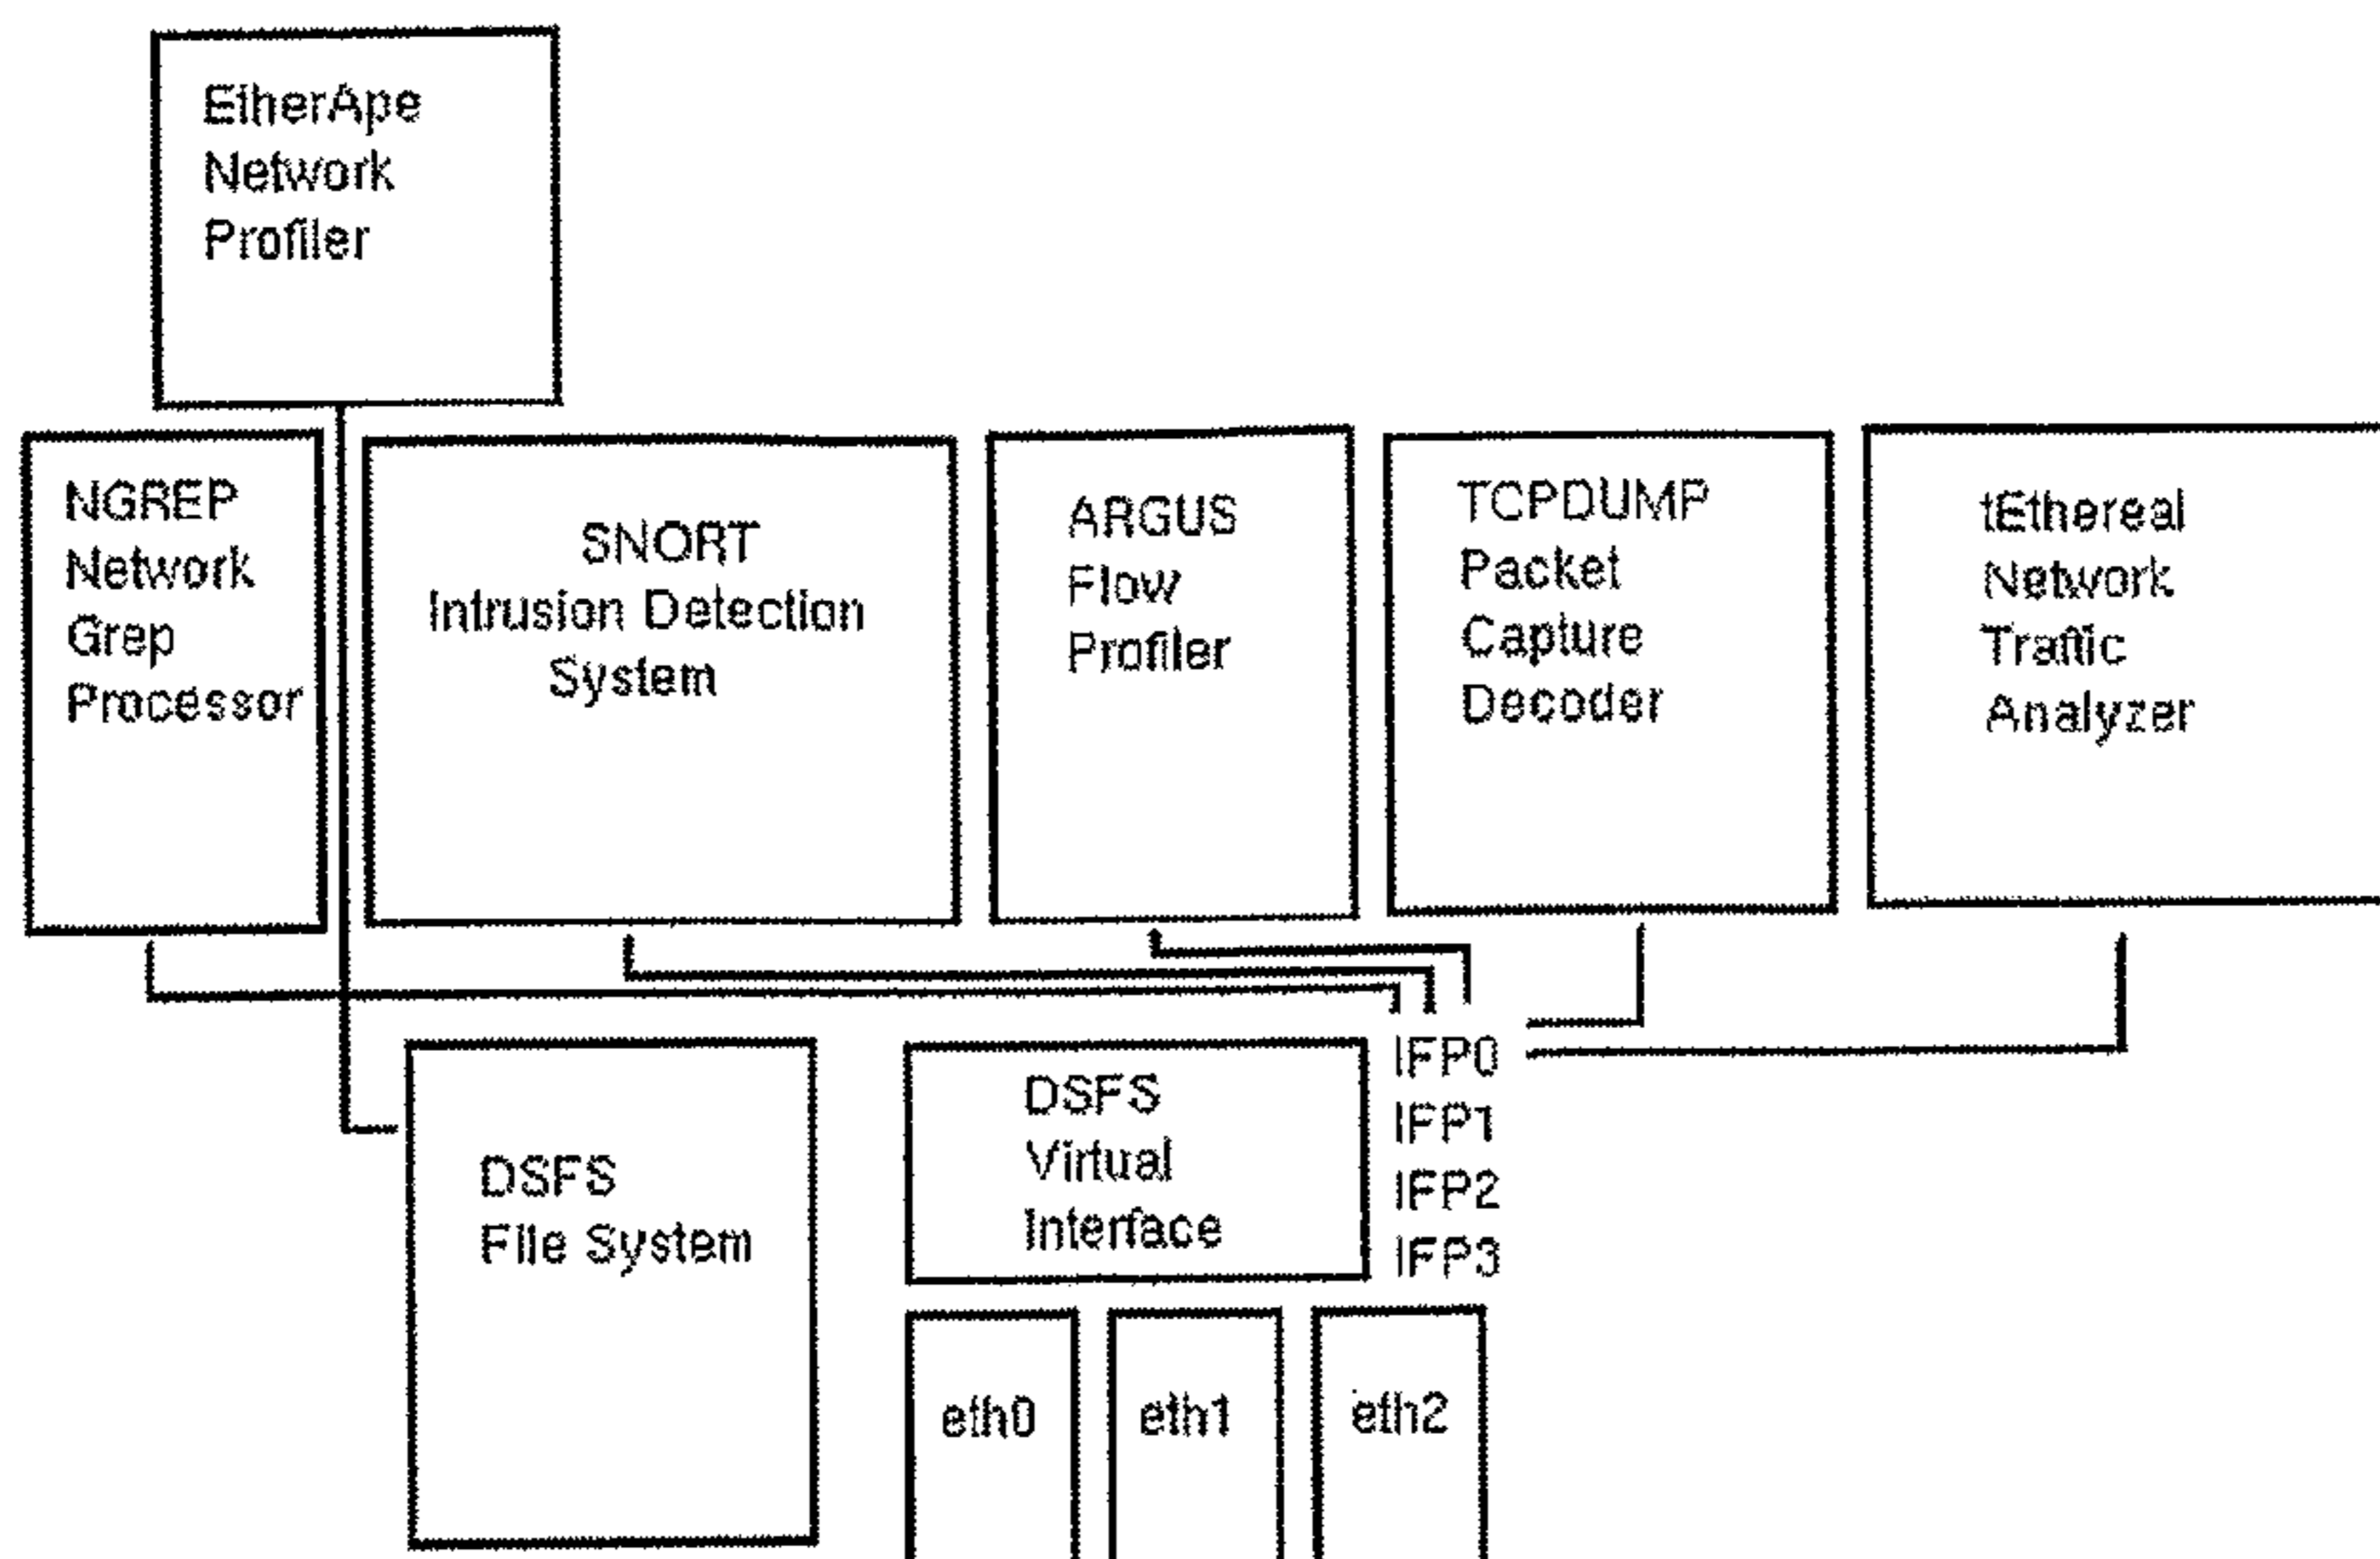 EtherApe
Network
Profiler
NGREP
Network
Grep
Processor
SNORT
Intrusion Detection
System
ARGUS
Flow
Profiler
TCPDUMP
Packet
Capture
Decoder
tEthereal
Network
Traffic
Analyzer
DSFS
File System
DSFS
Virtual
Interface
IFP0
IFP1
IFP2
IFP3
eth0
eth1
eth2